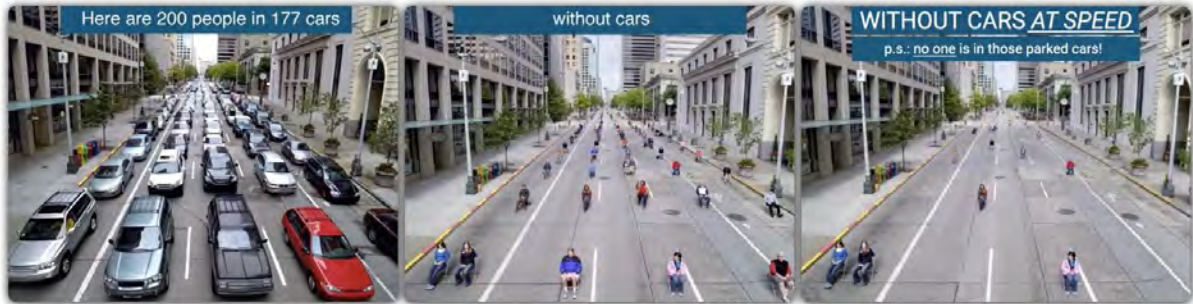 Here are 200 people in 177 cars
without cars
WITHOUT CARS AT SPEED
p.s.: no one is in those parked cars!